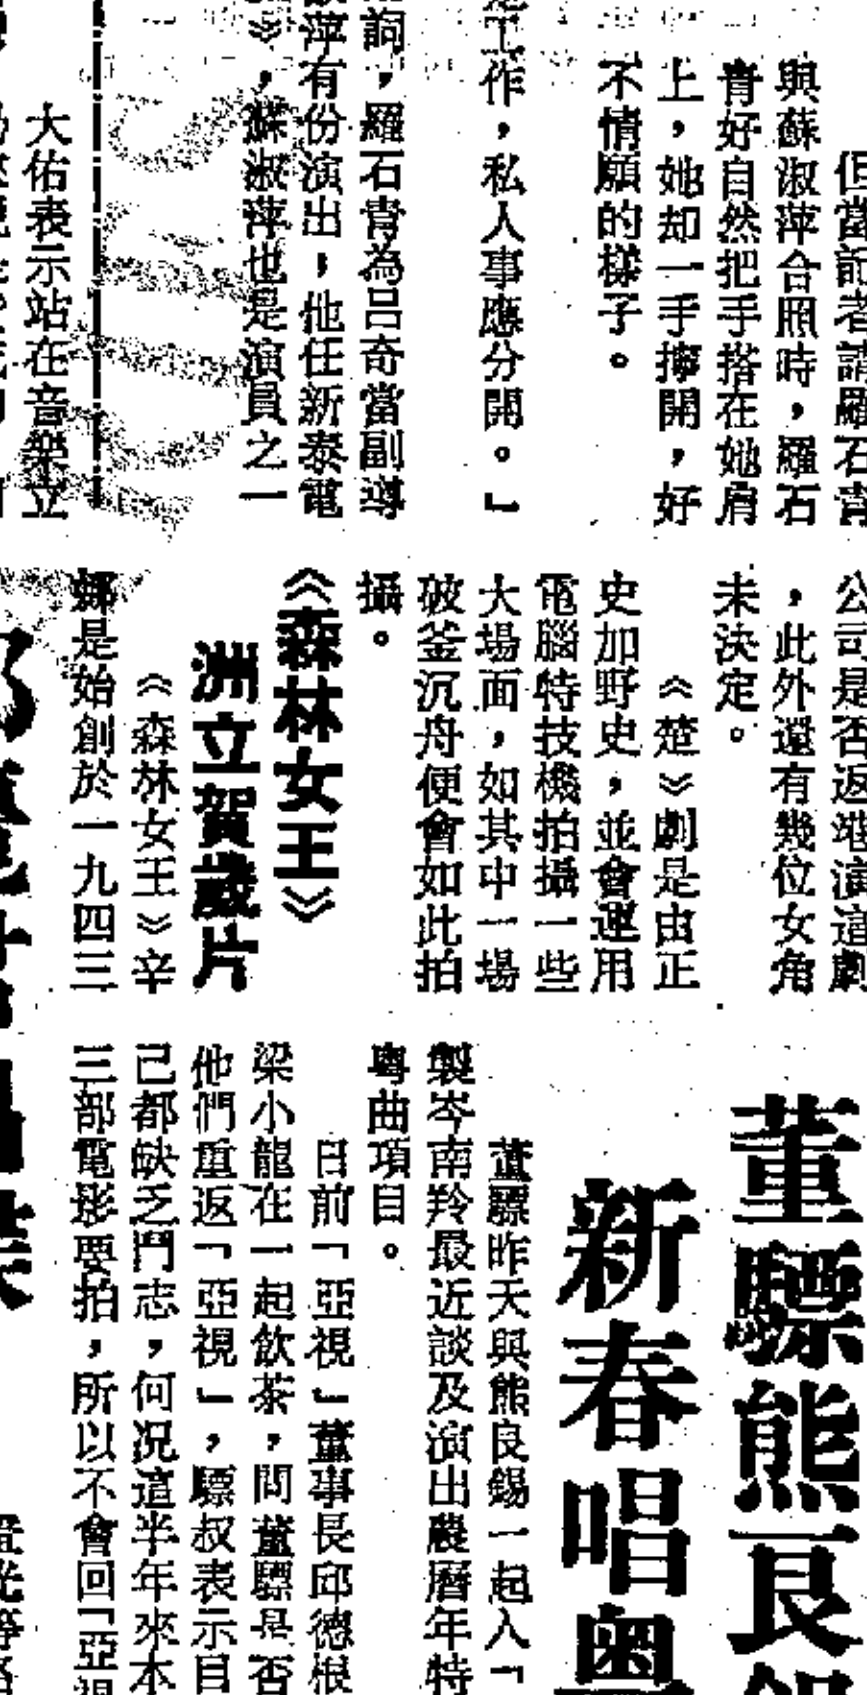 但當記者請羅石青
與蘇淑萍合照時，羅石
青好自然把手搭在她肩
上，她却一手擰開，好
不情願的樣子。
工作，私人事應分開。」
詞，羅石青為呂奇當副導
萍有份演出，他任新泰電
》，蘇淑萍也是演員之一
大佑表示站在音樂立
公司是否返港演這劇
，此外還有幾位女角
未決定。
《楚》劇是由正
史加野史，並會運用
電腦特技機拍攝一些
大場面，如其中一場
破釜沉舟便會如此拍
攝。
《森林女王》
洲立賀歲片
《森林女王》辛
娜是始創於一九四三
董驃熊良錫
新春唱粵
董驃昨天與熊良錫一起入「
製岑南羚最近談及演出農曆年特
粵曲項目。
日前「亞視」董事長邱德根
梁小龍在一起飲茶，問董驃是否
他們重返「亞視」，驃叔表示自
己都缺乏鬥志，何況這半年來本
三部電影要拍，所以不會回「亞視